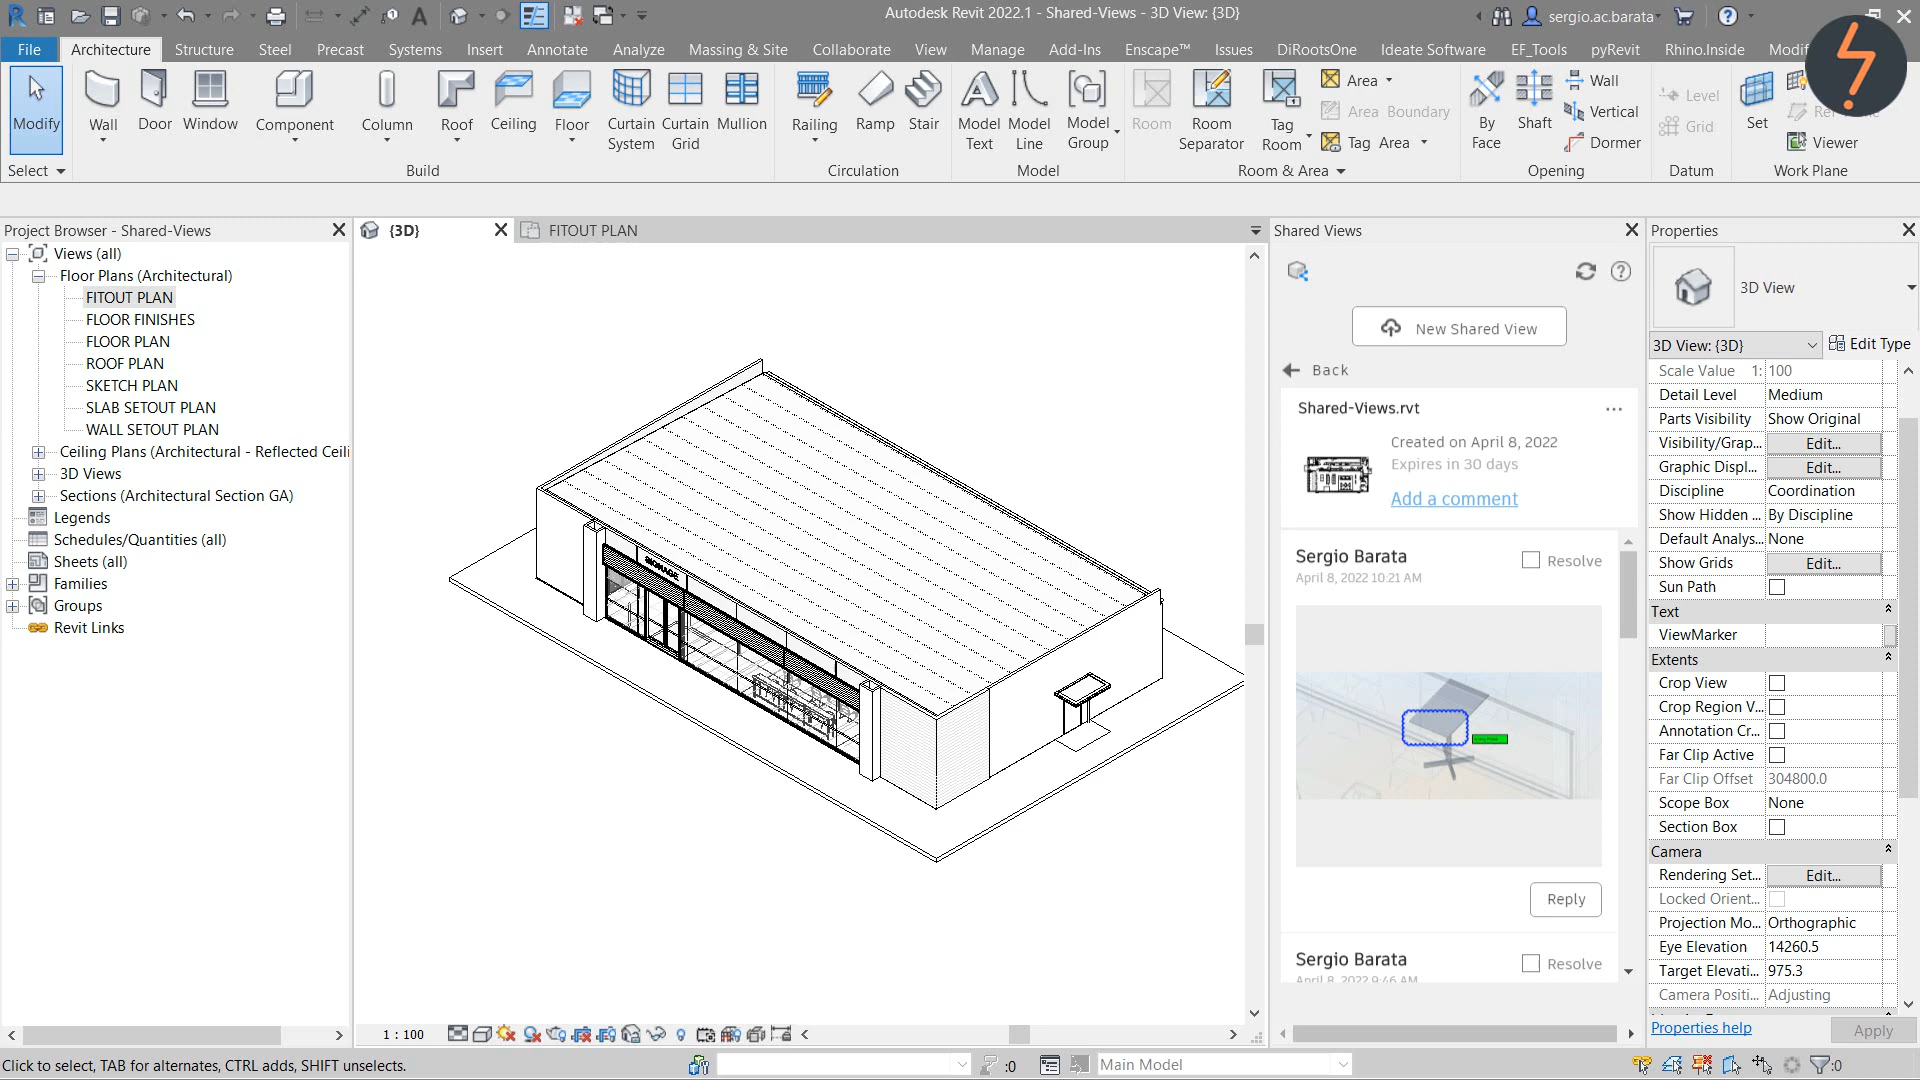 Autodesk Revit 2022.1 - Shared-Views - 3D View: {3D}
sergio.ac.barata
File Architecture Structure Steel Precast Systems Insert Annotate Analyze Massing & Site Collaborate View Manage Add-Ins Enscape™ Issues DiRootsOne Ideate Software EF_Tools pyRevit Rhino.Inside
Modify
Wall
Door
Window
Component
Column
Roof
Ceiling
Floor
Curtain System
Curtain Grid
Mullion
Railing
Ramp
Stair
Model Text
Model Line
Model Group
Room
Room Separator
Tag Room
Area
Area Boundary
Tag Area
By Face
Shaft
Wall
Vertical
Dormer
Level
Grid
Set
Viewer
Select
Build
Circulation
Model
Room & Area
Opening
Datum
Work Plane
Project Browser - Shared-Views
Views (all)
Floor Plans (Architectural)
FITOUT PLAN
FLOOR FINISHES
FLOOR PLAN
ROOF PLAN
SKETCH PLAN
SLAB SETOUT PLAN
WALL SETOUT PLAN
Ceiling Plans (Architectural - Reflected Ceili
3D Views
Sections (Architectural Section GA)
Legends
Schedules/Quantities (all)
Sheets (all)
Families
Groups
Revit Links
{3D}
FITOUT PLAN
SIGNAGE
1 : 100
Shared Views
New Shared View
Back
Shared-Views.rvt
Created on April 8, 2022
Expires in 30 days
Add a comment
Sergio Barata
Resolve
April 8, 2022 10:21 AM
Reply
Sergio Barata
Resolve
April 8, 2022 9:46 AM
Properties
3D View
3D View: {3D}
Edit Type
Scale Value 1: 100
Detail Level Medium
Parts Visibility Show Original
Visibility/Grap... Edit...
Graphic Displ... Edit...
Discipline Coordination
Show Hidden ... By Discipline
Default Analys... None
Show Grids Edit...
Sun Path
Text
ViewMarker
Extents
Crop View
Crop Region V...
Annotation Cr...
Far Clip Active
Far Clip Offset 304800.0
Scope Box None
Section Box
Camera
Rendering Set... Edit...
Locked Orient...
Projection Mo... Orthographic
Eye Elevation 14260.5
Target Elevati... 975.3
Camera Positi... Adjusting
Properties help
Apply
Click to select, TAB for alternates, CTRL adds, SHIFT unselects.
:0
Main Model
:0